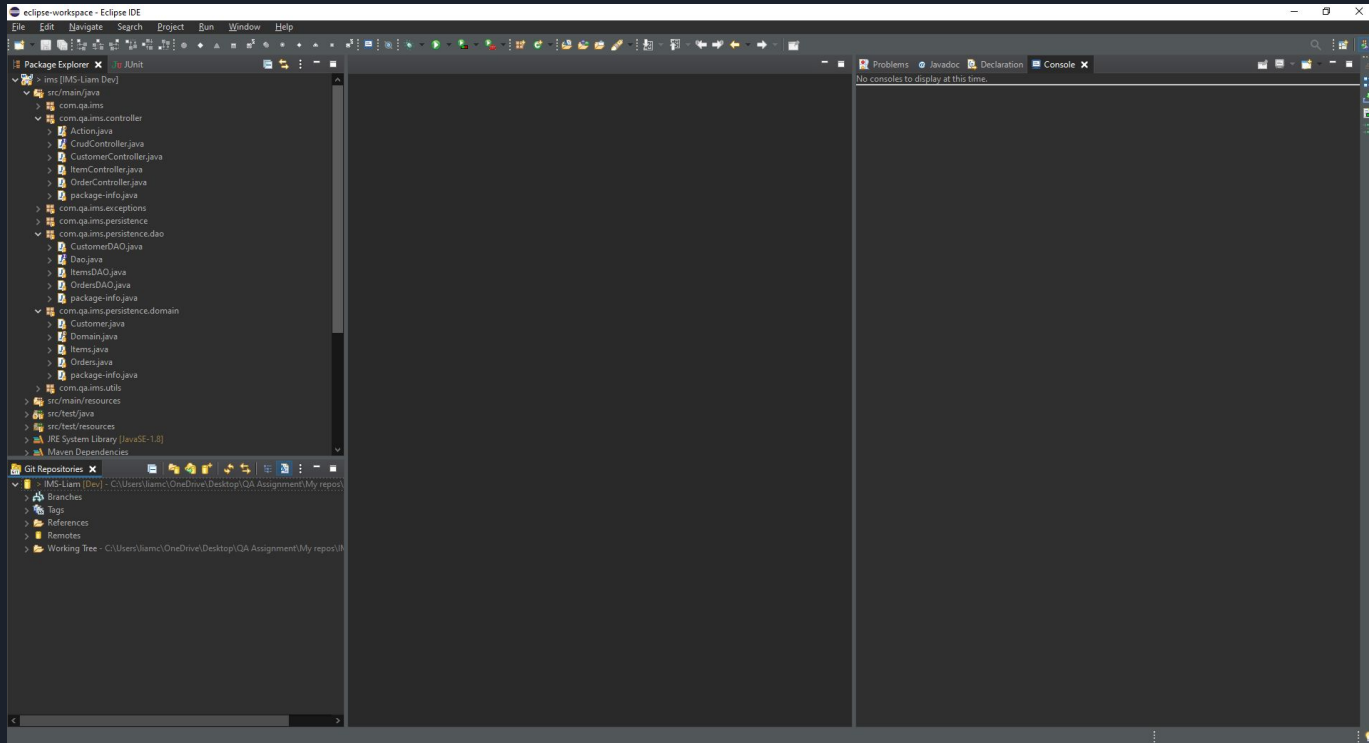 eclipse-workspace - Eclipse IDE
File Edit Navigate Search Project Run Window Help
Package Explorer JUnit
> ims [IMS-Liam Dev]
src/main/java
com.qa.ims
com.qa.ims.controller
Action.java
CrudController.java
CustomerController.java
ItemController.java
OrderController.java
package-info.java
com.qa.ims.exceptions
com.qa.ims.persistence
com.qa.ims.persistence.dao
CustomerDAO.java
Dao.java
ItemsDAO.java
OrdersDAO.java
package-info.java
com.qa.ims.persistence.domain
Customer.java
Domain.java
Items.java
Orders.java
package-info.java
com.qa.ims.utils
src/main/resources
src/test/java
src/test/resources
JRE System Library [JavaSE-1.8]
Maven Dependencies
Git Repositories
> IMS-Liam [Dev] - C:\Users\liamc\OneDrive\Desktop\QA Assignment\My repos\
Branches
Tags
References
Remotes
Working Tree - C:\Users\liamc\OneDrive\Desktop\QA Assignment\My repos\
Problems Javadoc Declaration Console
No consoles to display at this time.